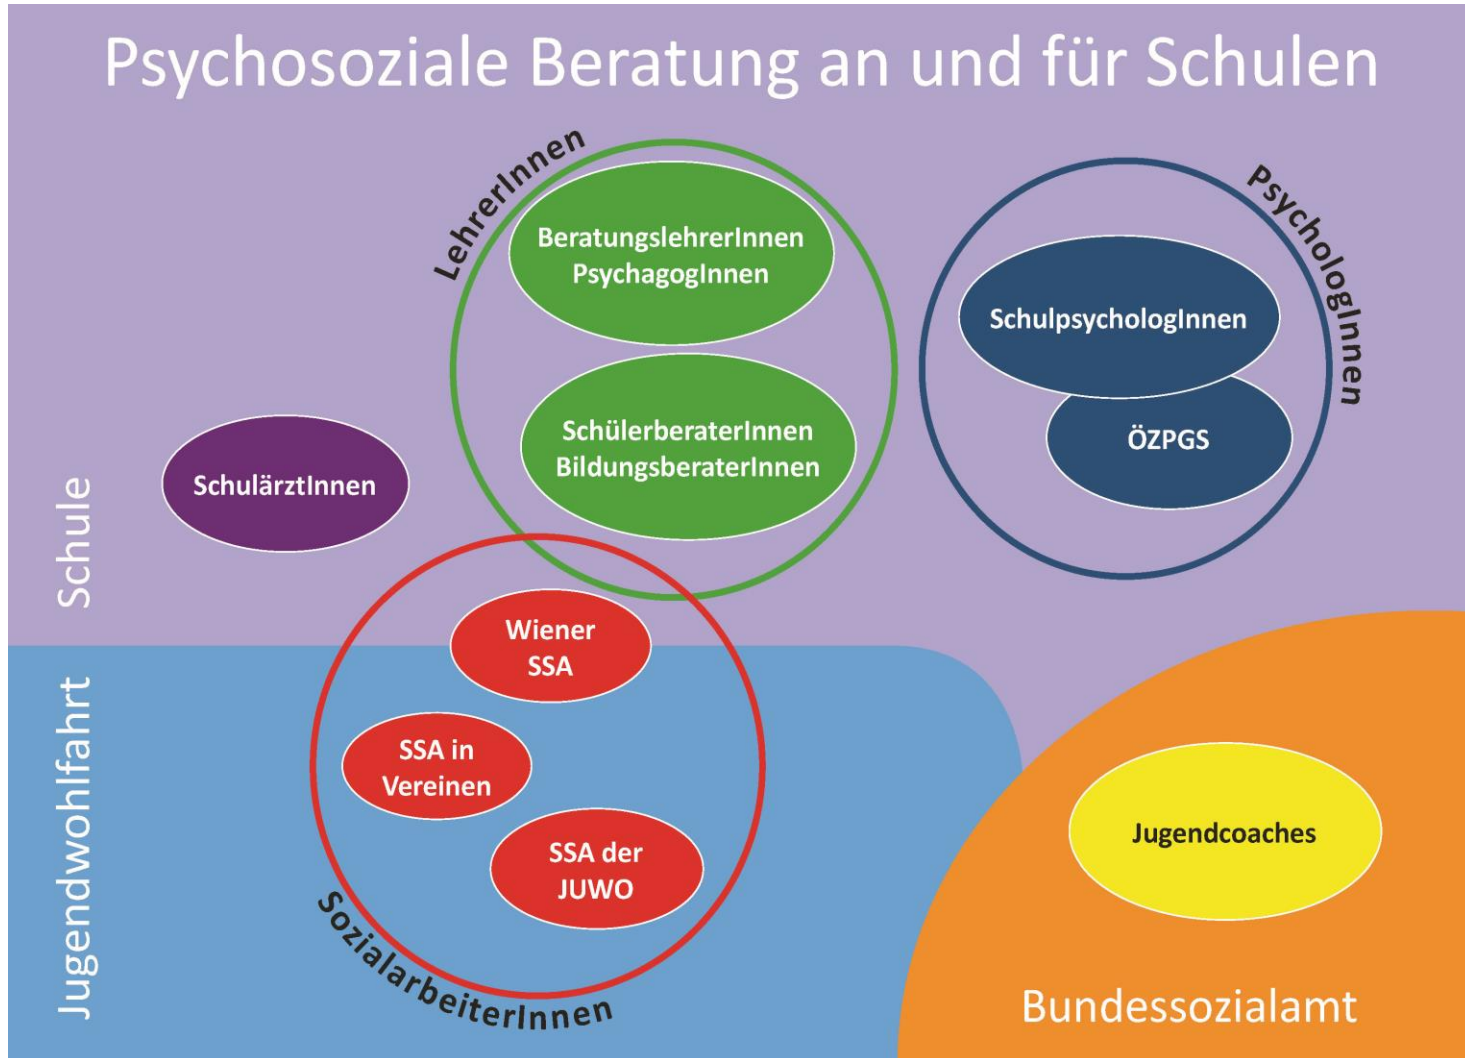 Psychosoziale Beratung an und für Schulen
LehrerInnen
BeratungslehrerInnen
PsychagogInnen
SchülerberaterInnen
BildungsberaterInnen
PsychologInnen
SchulpsychologInnen
ÖZPGS
SchulärztInnen
Schule
Wiener
SSA
SSA in
Vereinen
SSA der
JUWO
SozialarbeiterInnen
Jugendwohlfahrt
Jugendcoaches
Bundessozialamt